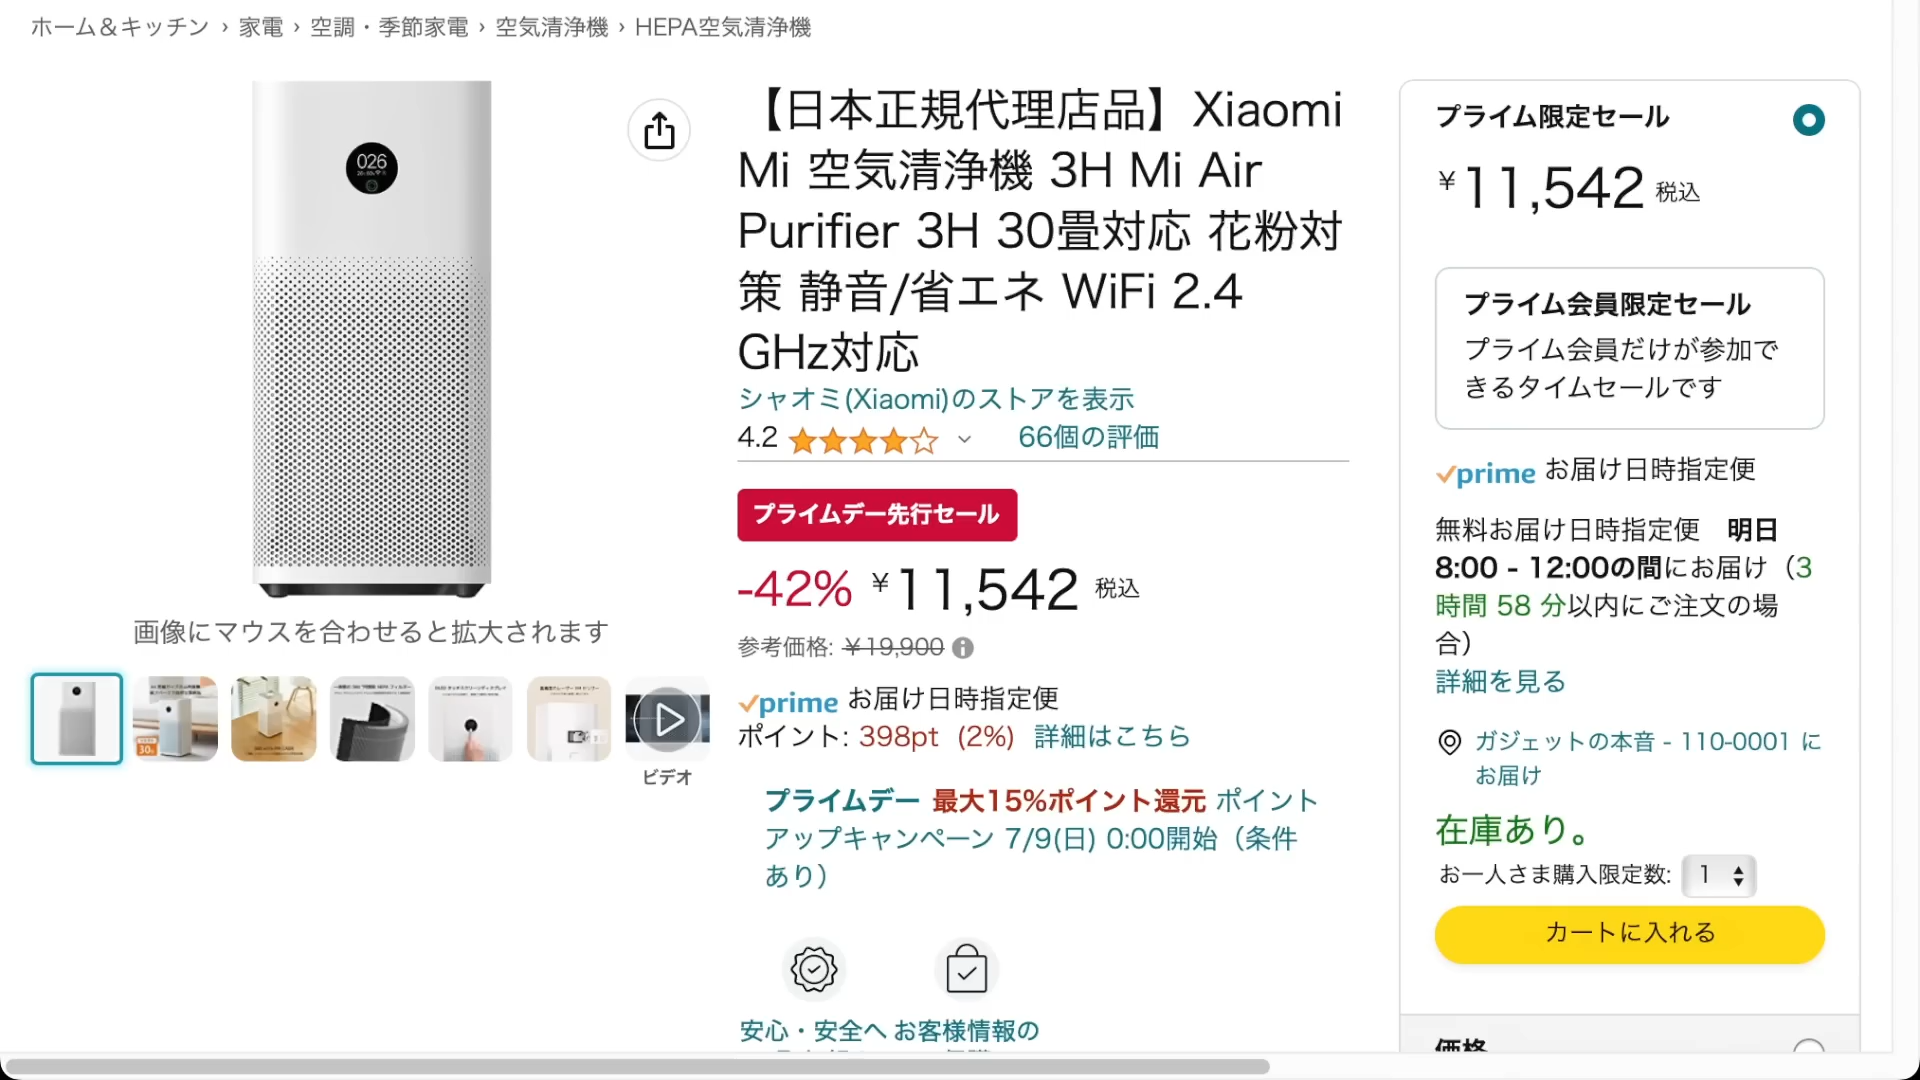 ホーム＆キッチン › 家電 › 空調・季節家電 › 空気清浄機 › HEPA空気清浄機
026
画像にマウスを合わせると拡大されます
ビデオ
【日本正規代理店品】Xiaomi
Mi 空気清浄機 3H Mi Air
Purifier 3H 30畳対応 花粉対
策 静音/省エネ WiFi 2.4
GHz対応
シャオミ(Xiaomi)のストアを表示
4.2 66個の評価
プライムデー先行セール
-42% ￥11,542 税込
参考価格: ￥19,900
prime お届け日時指定便
ポイント: 398pt (2%) 詳細はこちら
プライムデー 最大15%ポイント還元 ポイント
アップキャンペーン 7/9(日) 0:00開始（条件
あり）
安心・安全へ お客様情報の
プライム限定セール
￥11,542 税込
プライム会員限定セール
プライム会員だけが参加で
きるタイムセールです
prime お届け日時指定便
無料お届け日時指定便 明日
8:00 - 12:00の間にお届け（3
時間 58 分以内にご注文の場
合）
詳細を見る
ガジェットの本音 - 110-0001 に
お届け
在庫あり。
お一人さま購入限定数: 1
カートに入れる
価格